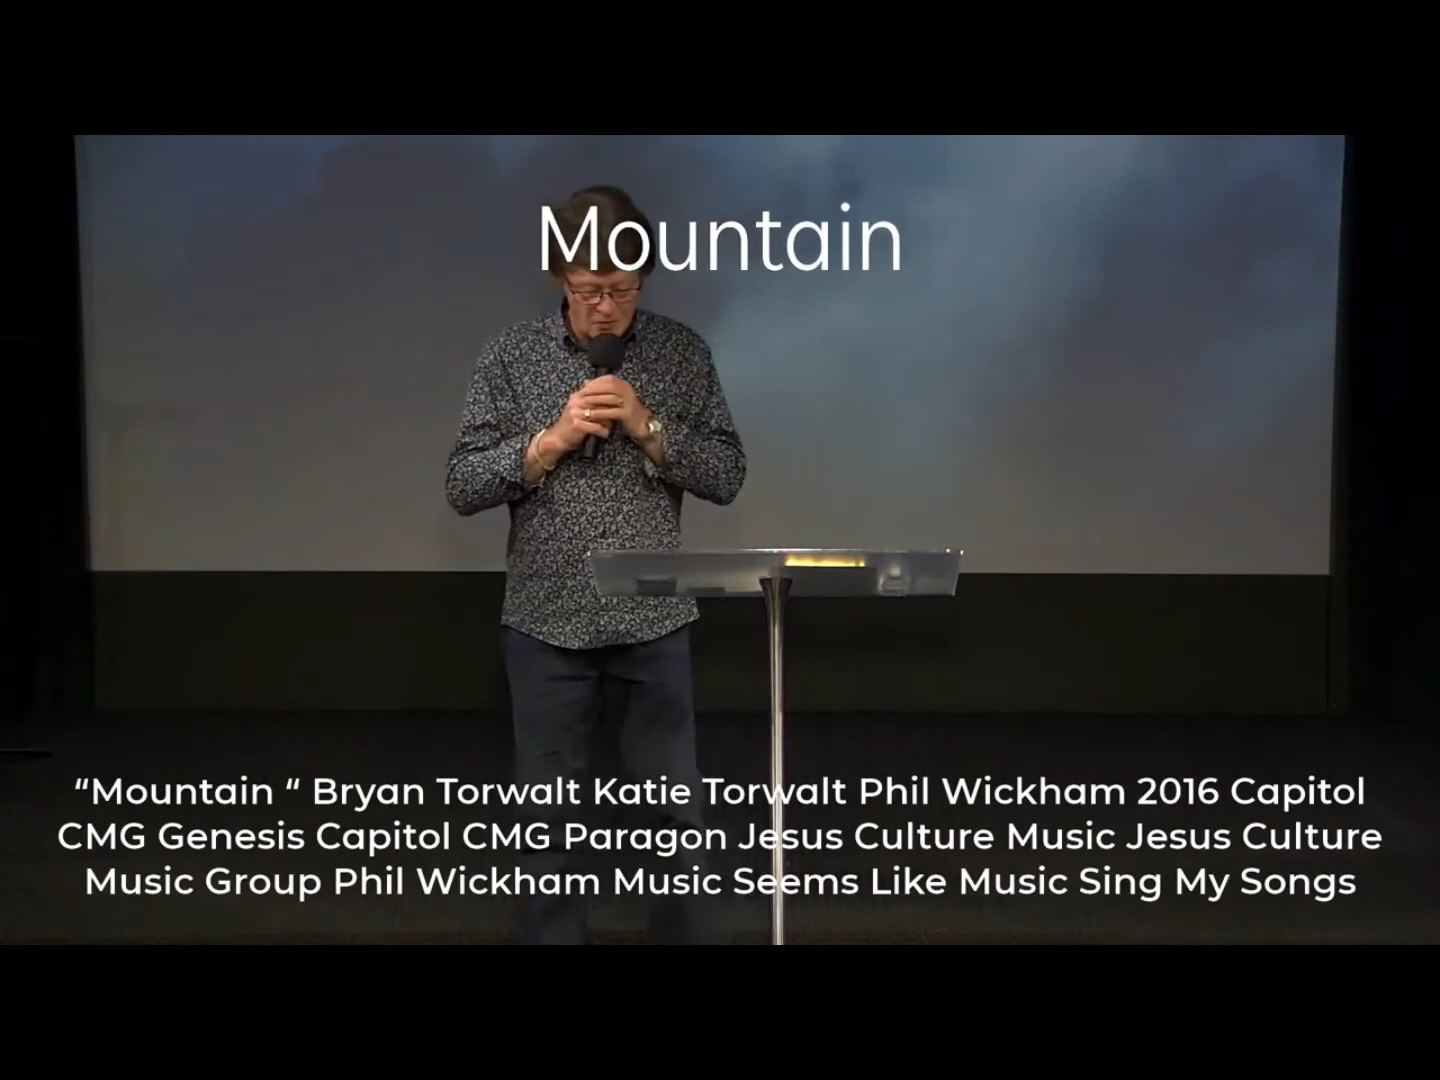 Mountain
“Mountain “ Bryan Torwalt Katie Torwalt Phil Wickham 2016 Capitol
CMG Genesis Capitol CMG Paragon Jesus Culture Music Jesus Culture
Music Group Phil Wickham Music Seems Like Music Sing My Songs